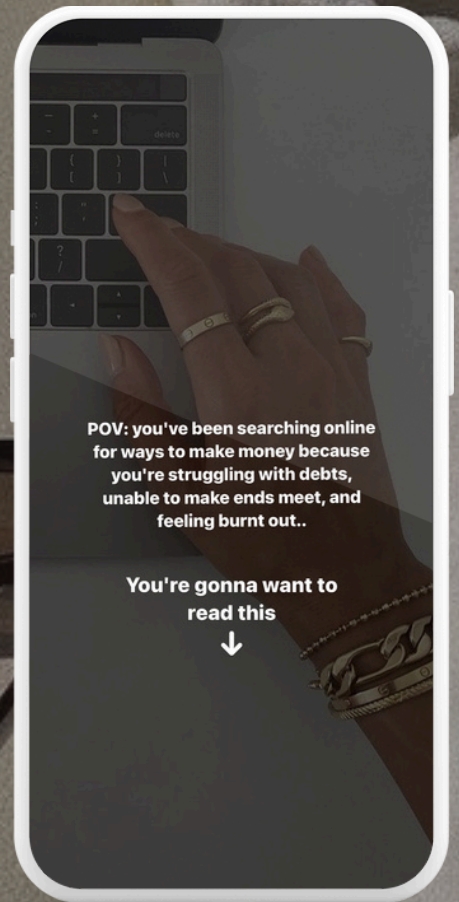 delete
POV: you've been searching online
for ways to make money because
you're struggling with debts,
unable to make ends meet, and
feeling burnt out..
You're gonna want to
read this
↓